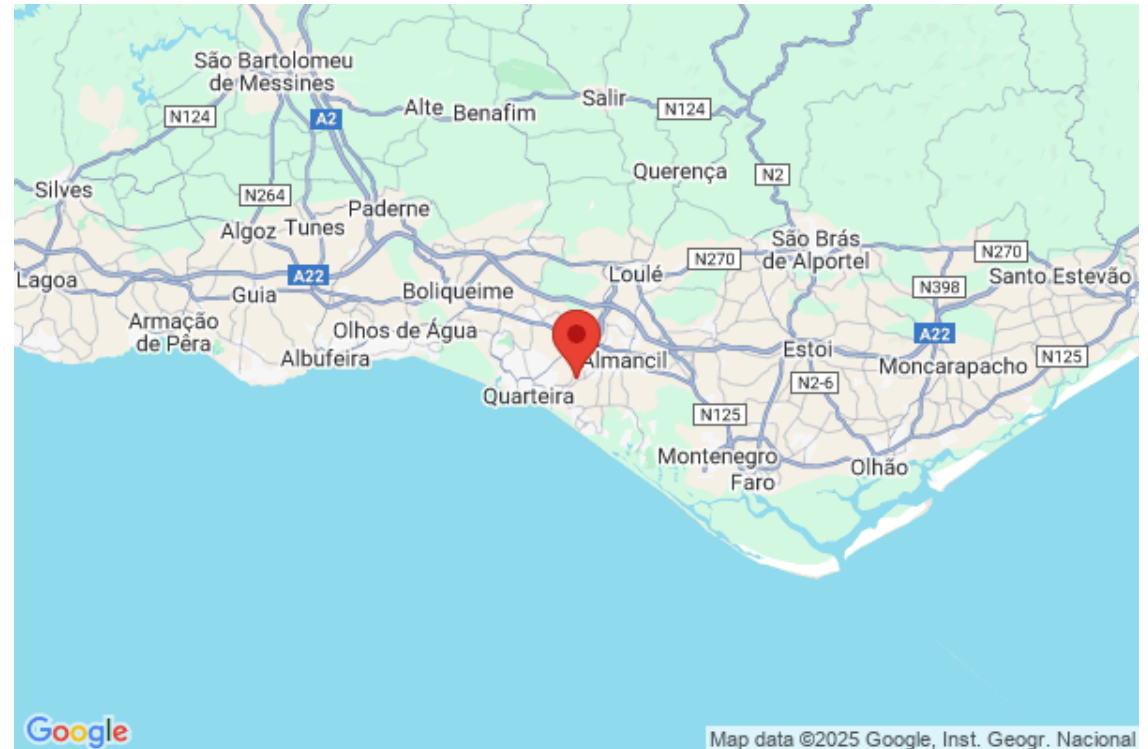 São Bartolomeu
de Messines
N124
A2
Alte
Benafim
Salir
N124
Querença
N2
Silves
N264
Paderne
Algoz
Tunes
São Brás
de Alportel
N270
N270
Lagoa
A22
Guia
Boliqueime
Loulé
Santo Estevão
N398
Armação
de Pêra
Olhos de Água
Albufeira
Almancil
Estoi
A22
Moncarapacho
N125
Quarteira
N2-6
N125
Montenegro
Faro
Olhão
Google
Map data ©2025 Google, Inst. Geogr. Nacional